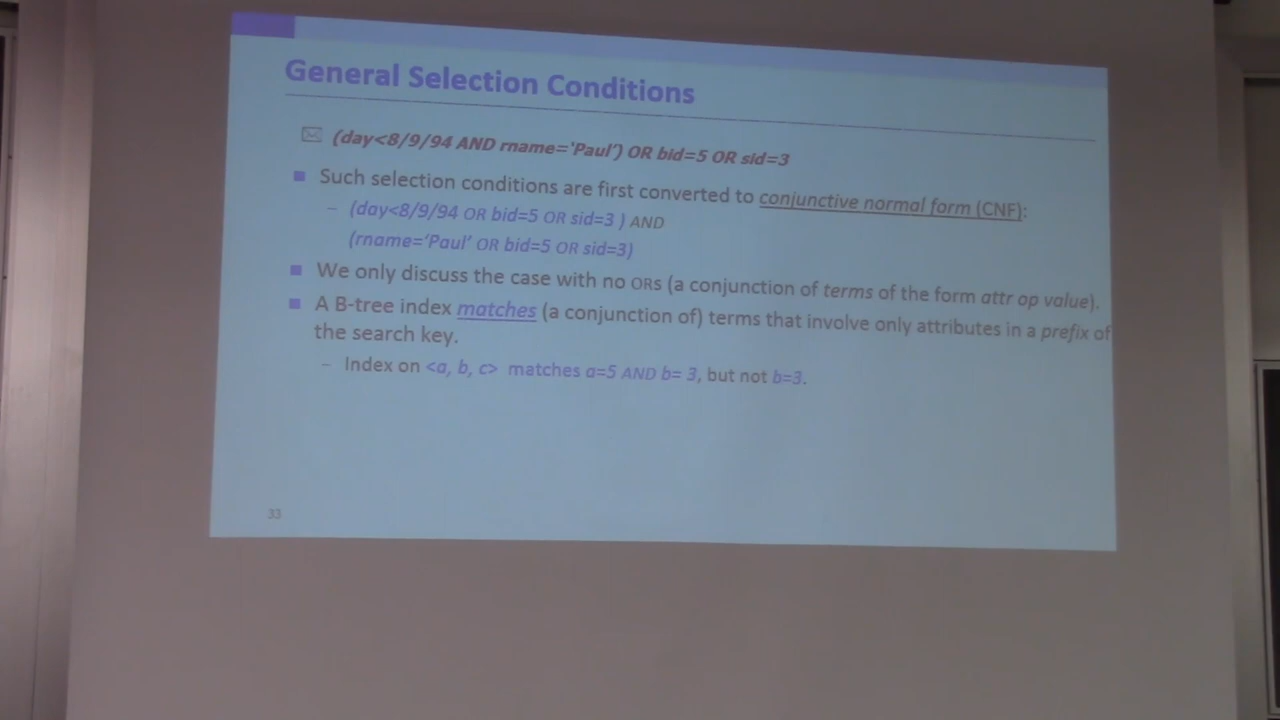 General Selection Conditions
(day<8/9/94 AND rname='Paul') OR bid=5 OR sid=3
Such selection conditions are first converted to conjunctive normal form (CNF):
– (day<8/9/94 OR bid=5 OR sid=3 ) AND
(rname='Paul' OR bid=5 OR sid=3)
We only discuss the case with no ORs (a conjunction of terms of the form attr op value).
A B-tree index matches (a conjunction of) terms that involve only attributes in a prefix of
the search key.
– Index on <a, b, c> matches a=5 AND b= 3, but not b=3.
33